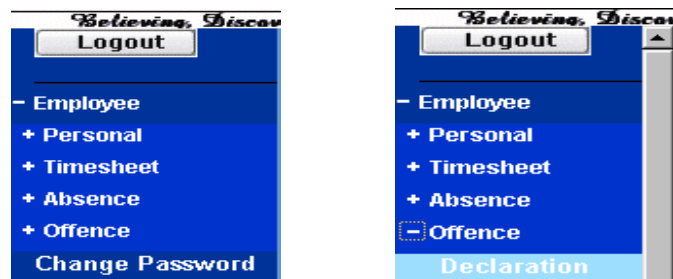 Believing, Discov
Logout
– Employee
+ Personal
+ Timesheet
+ Absence
+ Offence
Change Password
Believing, Discov
Logout
– Employee
+ Personal
+ Timesheet
+ Absence
– Offence
Declaration